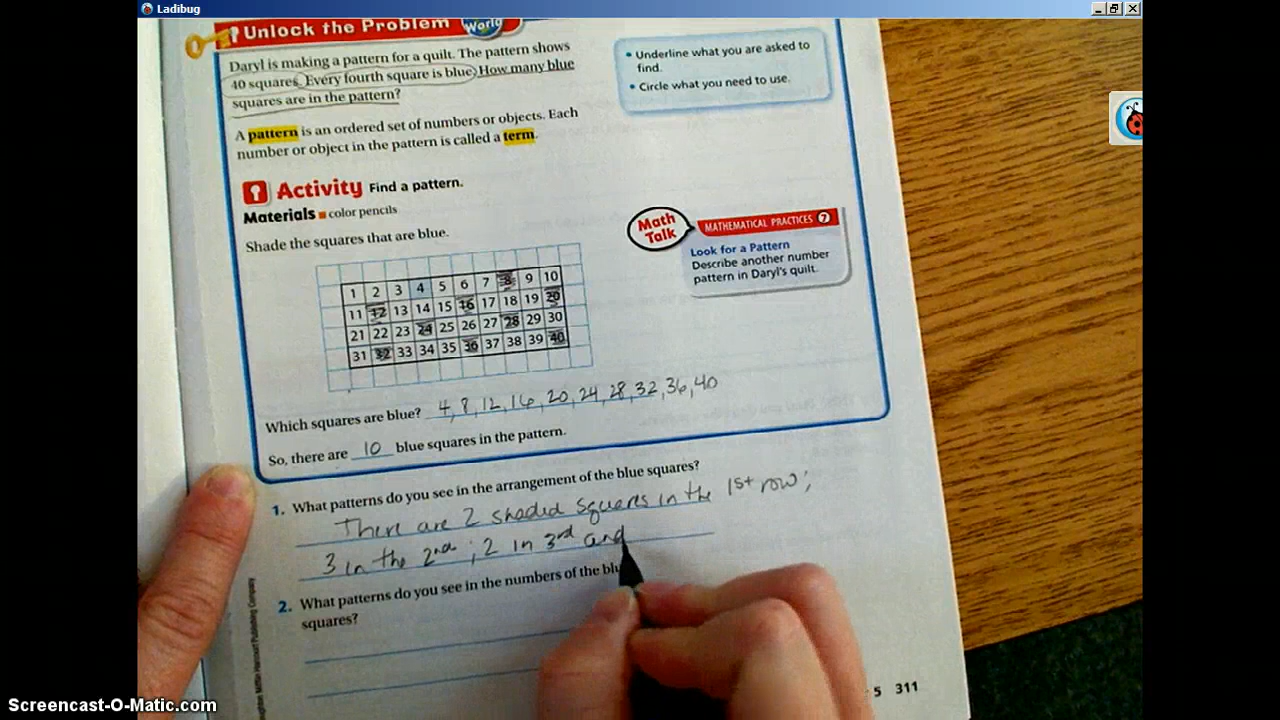 Ladibug
Unlock the Problem
World
Daryl is making a pattern for a quilt. The pattern shows
40 squares. Every fourth square is blue. How many blue
squares are in the pattern?
• Underline what you are asked to
find.
• Circle what you need to use.
A pattern is an ordered set of numbers or objects. Each
number or object in the pattern is called a term.
Activity Find a pattern.
Materials ■ color pencils
Shade the squares that are blue.
Math
Talk
MATHEMATICAL PRACTICES 7
Look for a Pattern
Describe another number
pattern in Daryl's quilt.
1 2 3 4 5 6 7 8 9 10
11 12 13 14 15 16 17 18 19 20
21 22 23 24 25 26 27 28 29 30
31 32 33 34 35 36 37 38 39 40
Which squares are blue? 4, 8, 12, 16, 20, 24, 28, 32, 36, 40
So, there are 10 blue squares in the pattern.
1. What patterns do you see in the arrangement of the blue squares?
There are 2 shaded squares in the 1st row;
3 in the 2nd; 2 in 3rd and
2. What patterns do you see in the numbers of the
squares?
Harcourt Publishing Company
5 311
Screencast-O-Matic.com